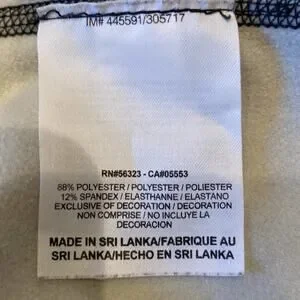 IM# 445591/305717
RN#56323 - CA#05553
88% POLYESTER / POLYESTER / POLIESTER
12% SPANDEX / ELASTHANNE / ELASTANO
EXCLUSIVE OF DECORATION / DECORATION
NON COMPRISE / NO INCLUYE LA
DECORACION
MADE IN SRI LANKA/FABRIQUE AU
SRI LANKA/HECHO EN SRI LANKA